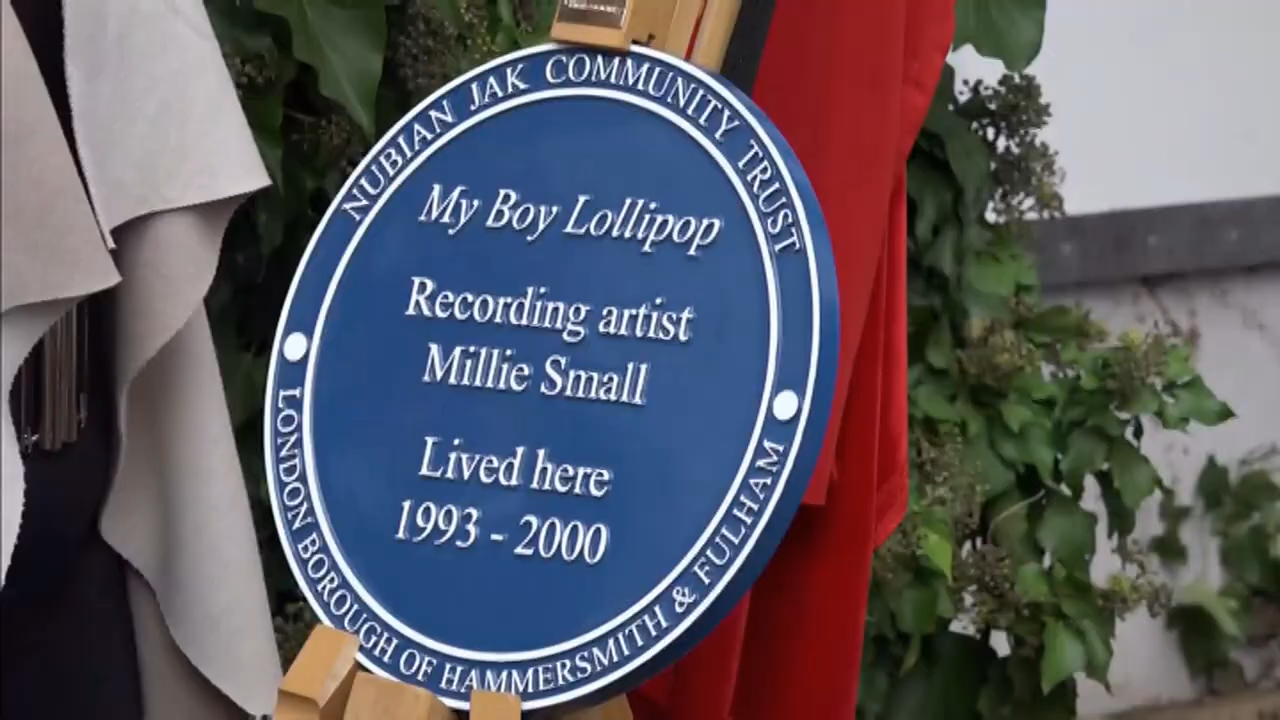 NUBIAN JAK COMMUNITY TRUST
My Boy Lollipop
Recording artist
Millie Small
Lived here
1993 - 2000
LONDON BOROUGH OF HAMMERSMITH & FULHAM